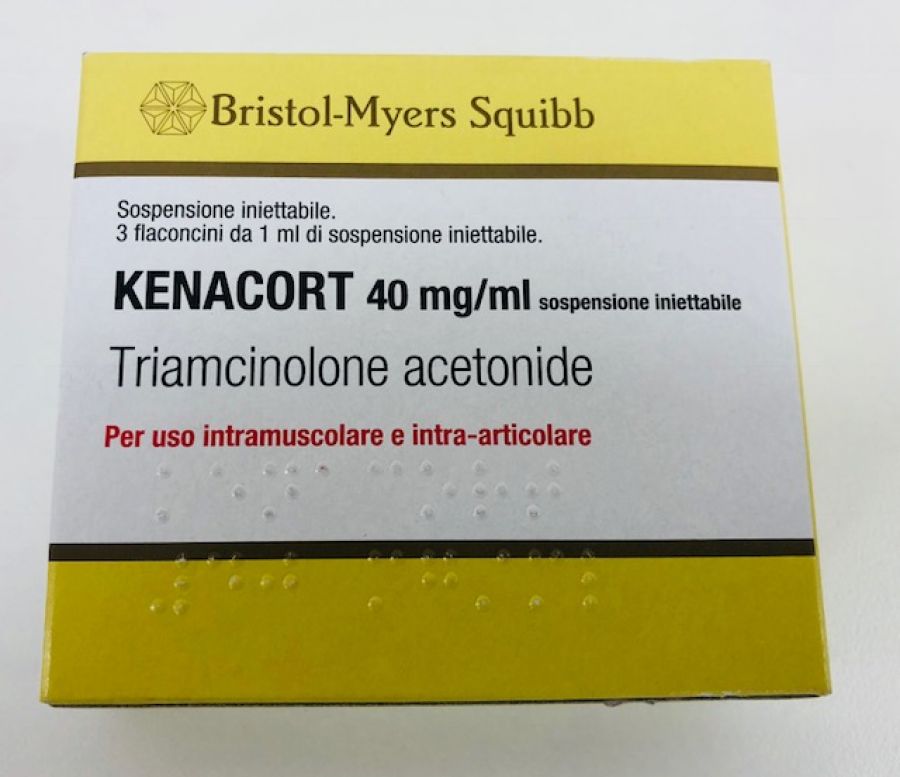 Bristol-Myers Squibb
Sospensione iniettabile.
3 flaconcini da 1 ml di sospensione iniettabile.
KENACORT 40 mg/ml sospensione iniettabile
Triamcinolone acetonide
Per uso intramuscolare e intra-articolare